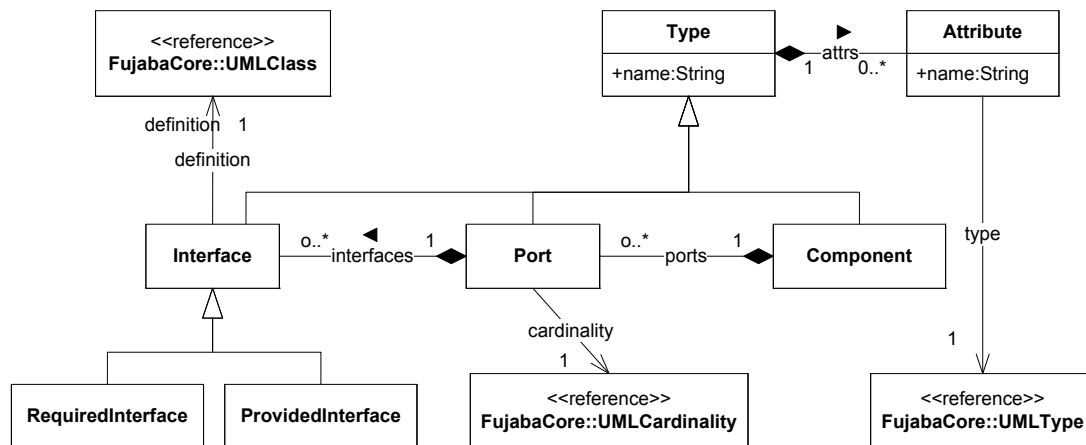 <<reference>>
FujabaCore::UMLClass
Type
+name:String
1
attrs
0..*
Attribute
+name:String
definition
1
definition
type
Interface
o..*
interfaces
1
Port
o..*
ports
1
Component
cardinality
1
1
RequiredInterface
ProvidedInterface
<<reference>>
FujabaCore::UMLCardinality
<<reference>>
FujabaCore::UMLType